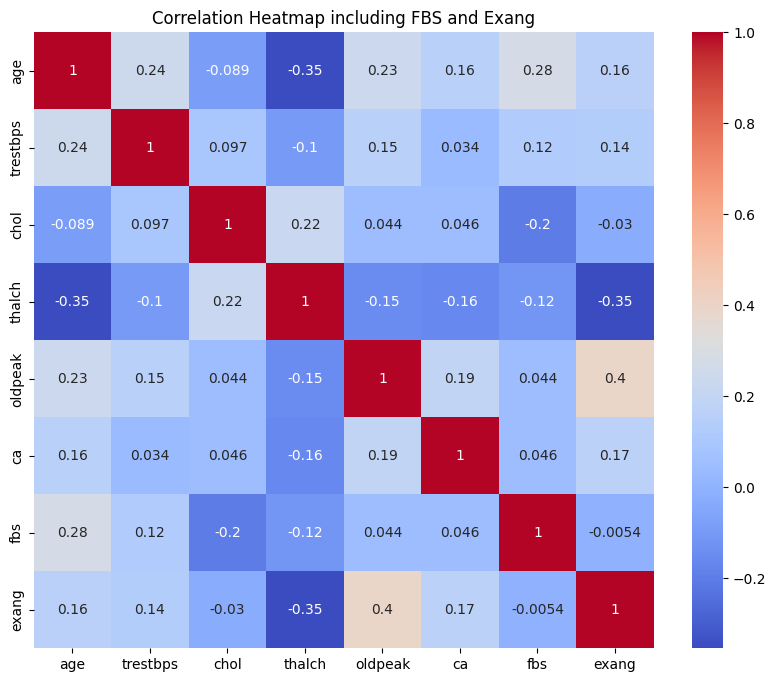 Correlation Heatmap including FBS and Exang
age 1 0.24 -0.089 -0.35 0.23 0.16 0.28 0.16
trestbps 0.24 1 0.097 -0.1 0.15 0.034 0.12 0.14
chol -0.089 0.097 1 0.22 0.044 0.046 -0.2 -0.03
thalch -0.35 -0.1 0.22 1 -0.15 -0.16 -0.12 -0.35
oldpeak 0.23 0.15 0.044 -0.15 1 0.19 0.044 0.4
ca 0.16 0.034 0.046 -0.16 0.19 1 0.046 0.17
fbs 0.28 0.12 -0.2 -0.12 0.044 0.046 1 -0.0054
exang 0.16 0.14 -0.03 -0.35 0.4 0.17 -0.0054 1
age trestbps chol thalch oldpeak ca fbs exang
1.0
0.8
0.6
0.4
0.2
0.0
−0.2